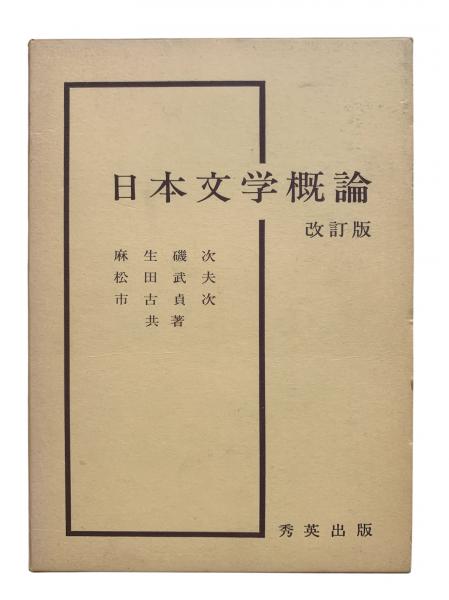 日本文学概論
改訂版
麻生磯次
松田武夫
市古貞次
共著
秀英出版